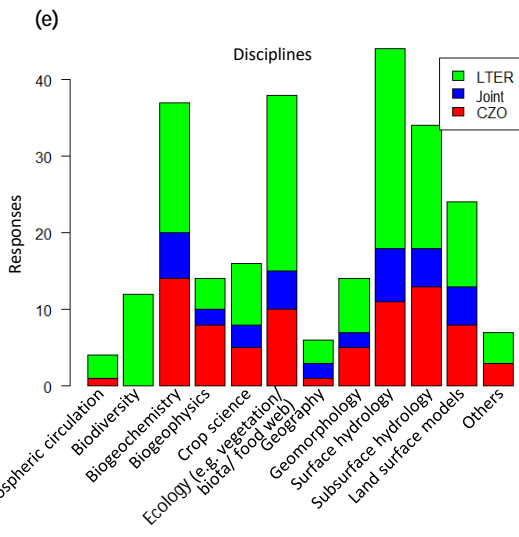 (e)
Disciplines
LTER
Joint
CZO
Responses
40
30
20
10
0
ospheric circulation
Biodiversity
Biogeochemistry
Biogeophysics
Crop science
Ecology (e.g. vegetation/
biota/ food web)
Geography
Geomorphology
Surface hydrology
Subsurface hydrology
Land surface models
Others